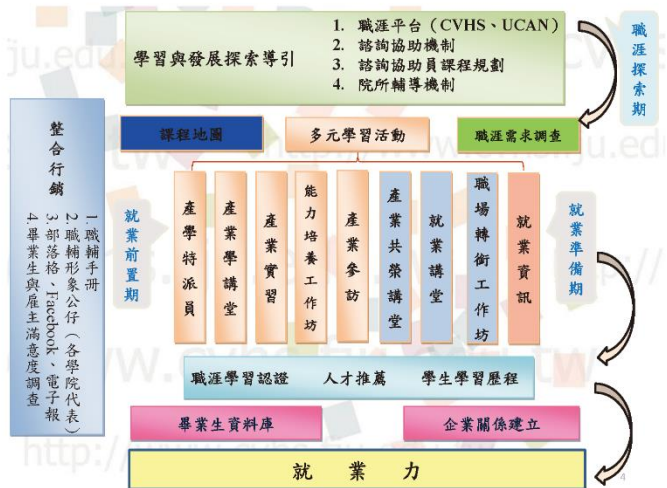 學習與發展探索導引
1. 職涯平台（CVHS、UCAN）
2. 諮詢協助機制
3. 諮詢協助員課程規劃
4. 院所輔導機制
職涯探索期
整合行銷
1. 職輔手冊
2. 職輔形象公仔（各學院代表）
3. 部落格、Facebook、電子報
4. 畢業生與雇主滿意度調查
課程地圖
多元學習活動
職涯需求調查
就業前置期
產學特派員
產業學講堂
產業實習
能力培養工作坊
產業參訪
產業共榮講堂
就業講堂
職場轉銜工作坊
就業資訊
就業準備期
職涯學習認證 人才推薦 學生學習歷程
畢業生資料庫
企業關係建立
就業力
4